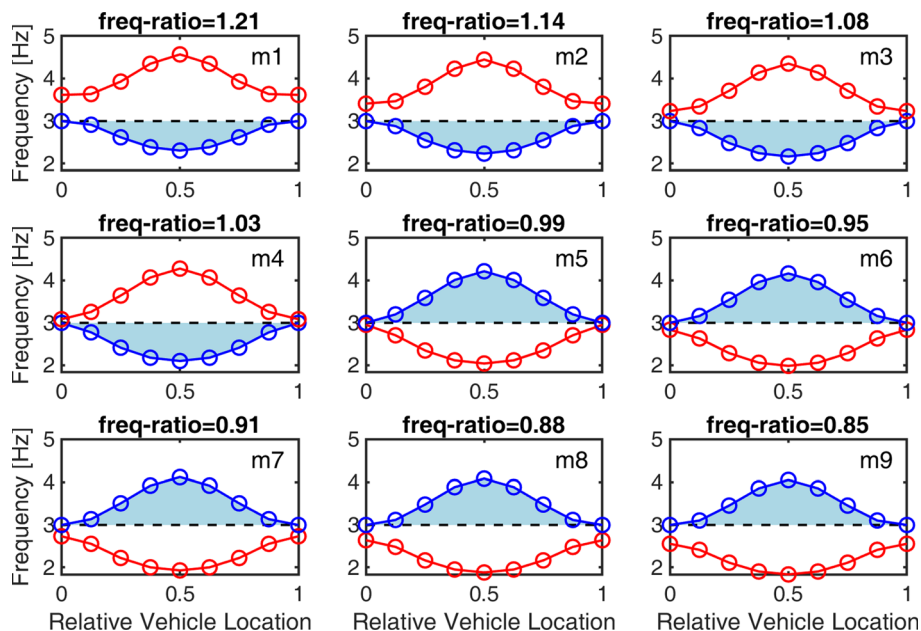 freq-ratio=1.21
freq-ratio=1.14
freq-ratio=1.08
Frequency [Hz]
5
4
3
2
m1
0
0.5
1
5
4
3
2
m2
0
0.5
1
5
4
3
2
m3
0
0.5
1
freq-ratio=1.03
freq-ratio=0.99
freq-ratio=0.95
Frequency [Hz]
5
4
3
2
m4
0
0.5
1
5
4
3
2
m5
0
0.5
1
5
4
3
2
m6
0
0.5
1
freq-ratio=0.91
freq-ratio=0.88
freq-ratio=0.85
Frequency [Hz]
5
4
3
2
m7
0
0.5
1
5
4
3
2
m8
0
0.5
1
5
4
3
2
m9
0
0.5
1
Relative Vehicle Location
Relative Vehicle Location
Relative Vehicle Location